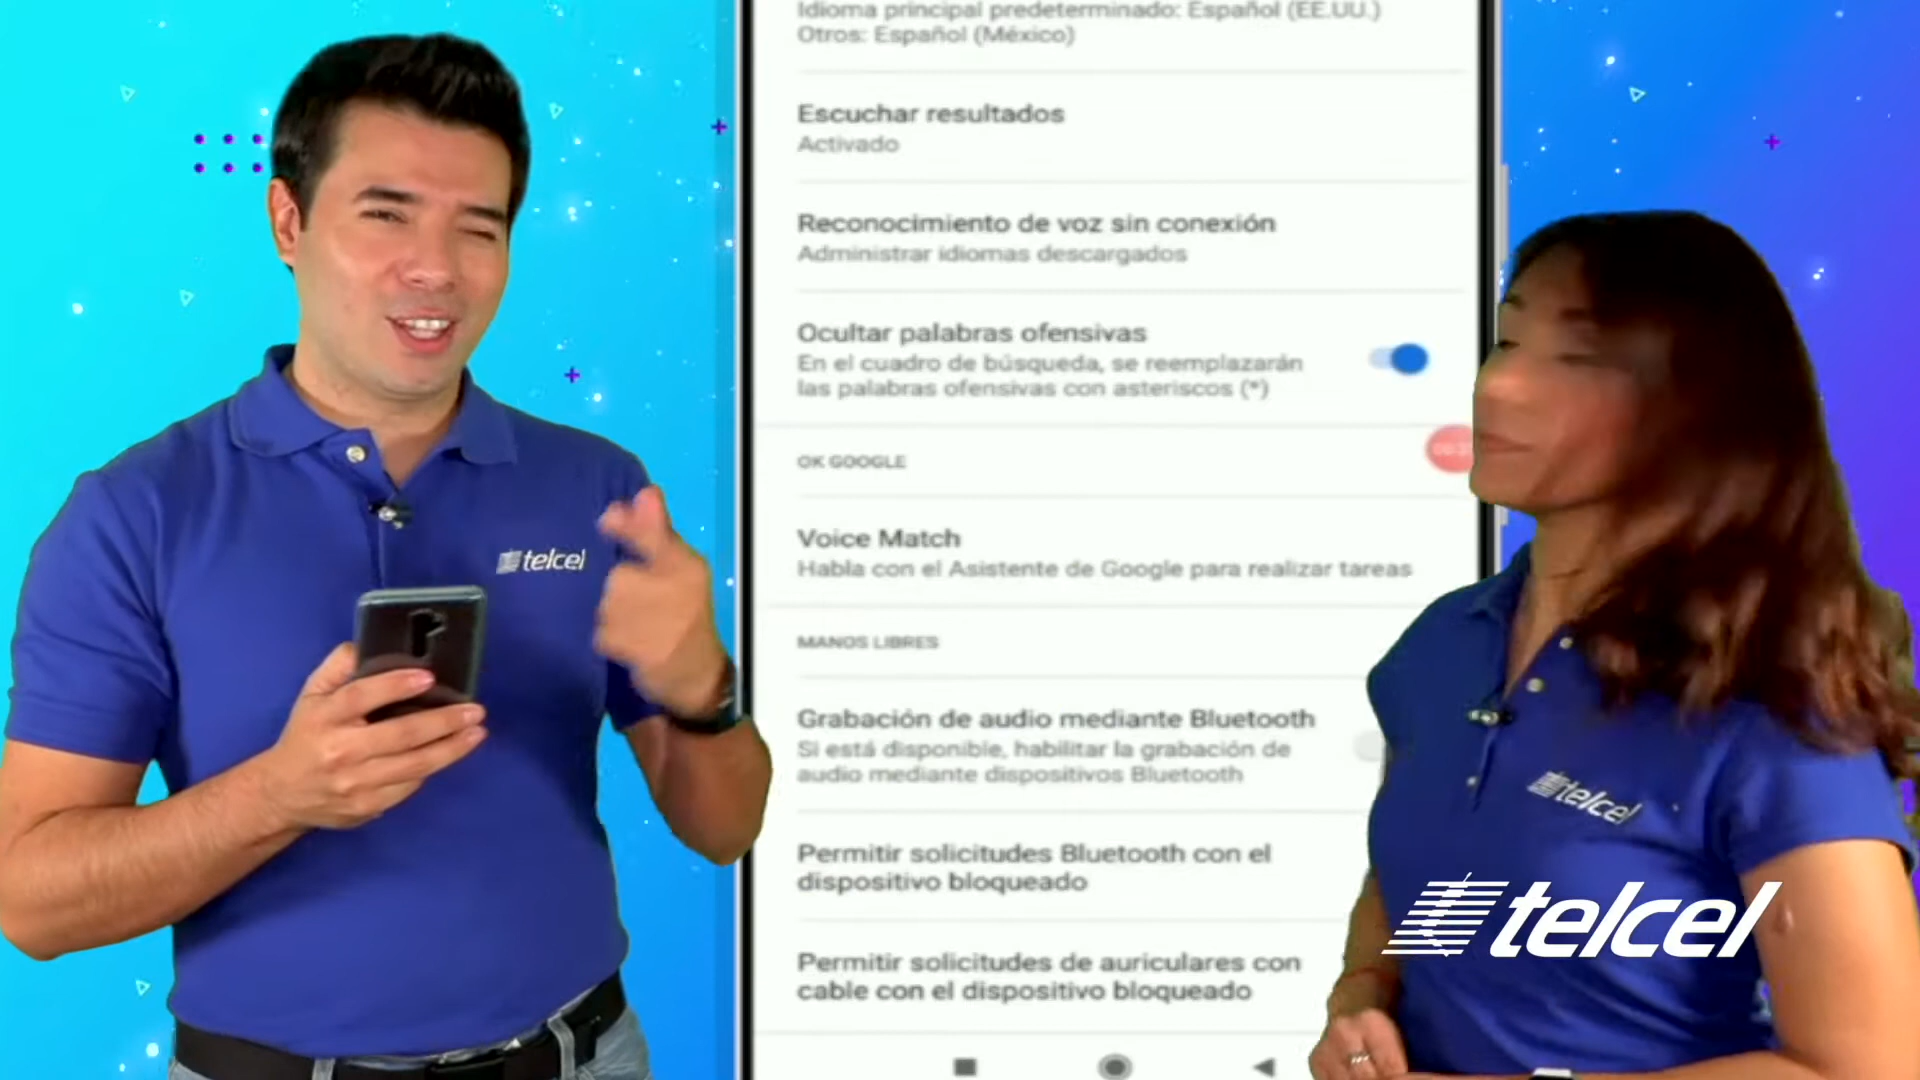 Idioma principal predeterminado: Español (EE.UU.)
Otros: Español (México)
Escuchar resultados
Activado
Reconocimiento de voz sin conexión
Administrar idiomas descargados
Ocultar palabras ofensivas
En el cuadro de búsqueda, se reemplazarán
las palabras ofensivas con asteriscos (*)
OK GOOGLE
Voice Match
Habla con el Asistente de Google para realizar tareas
MANOS LIBRES
Grabación de audio mediante Bluetooth
Si está disponible, habilitar la grabación de
audio mediante dispositivos Bluetooth
Permitir solicitudes Bluetooth con el
dispositivo bloqueado
Permitir solicitudes de auriculares con
cable con el dispositivo bloqueado
telcel
telcel
telcel